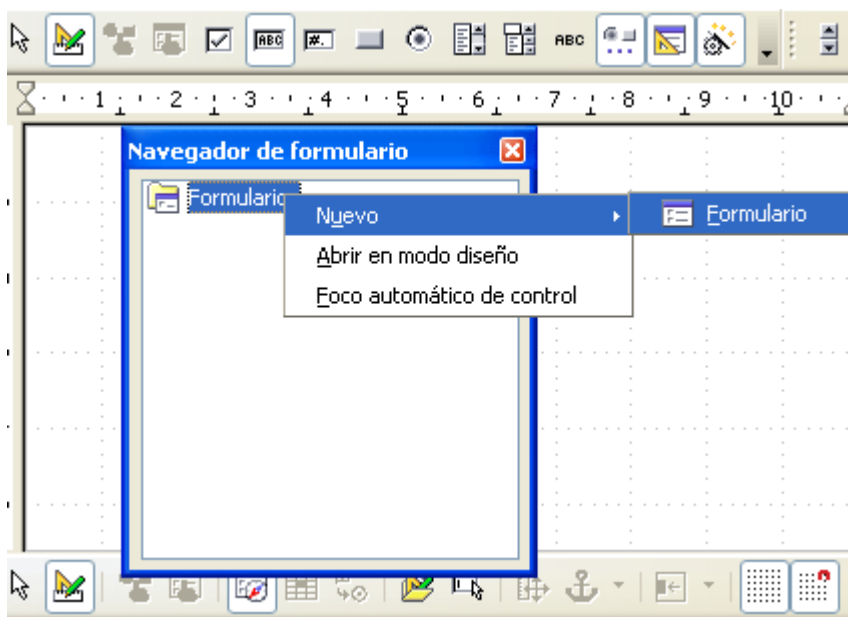 ABC #. ABC
1 2 3 4 5 6 7 8 9 10
Navegador de formulario
Formulario
Nuevo
Formulario
Abrir en modo diseño
Foco automático de control